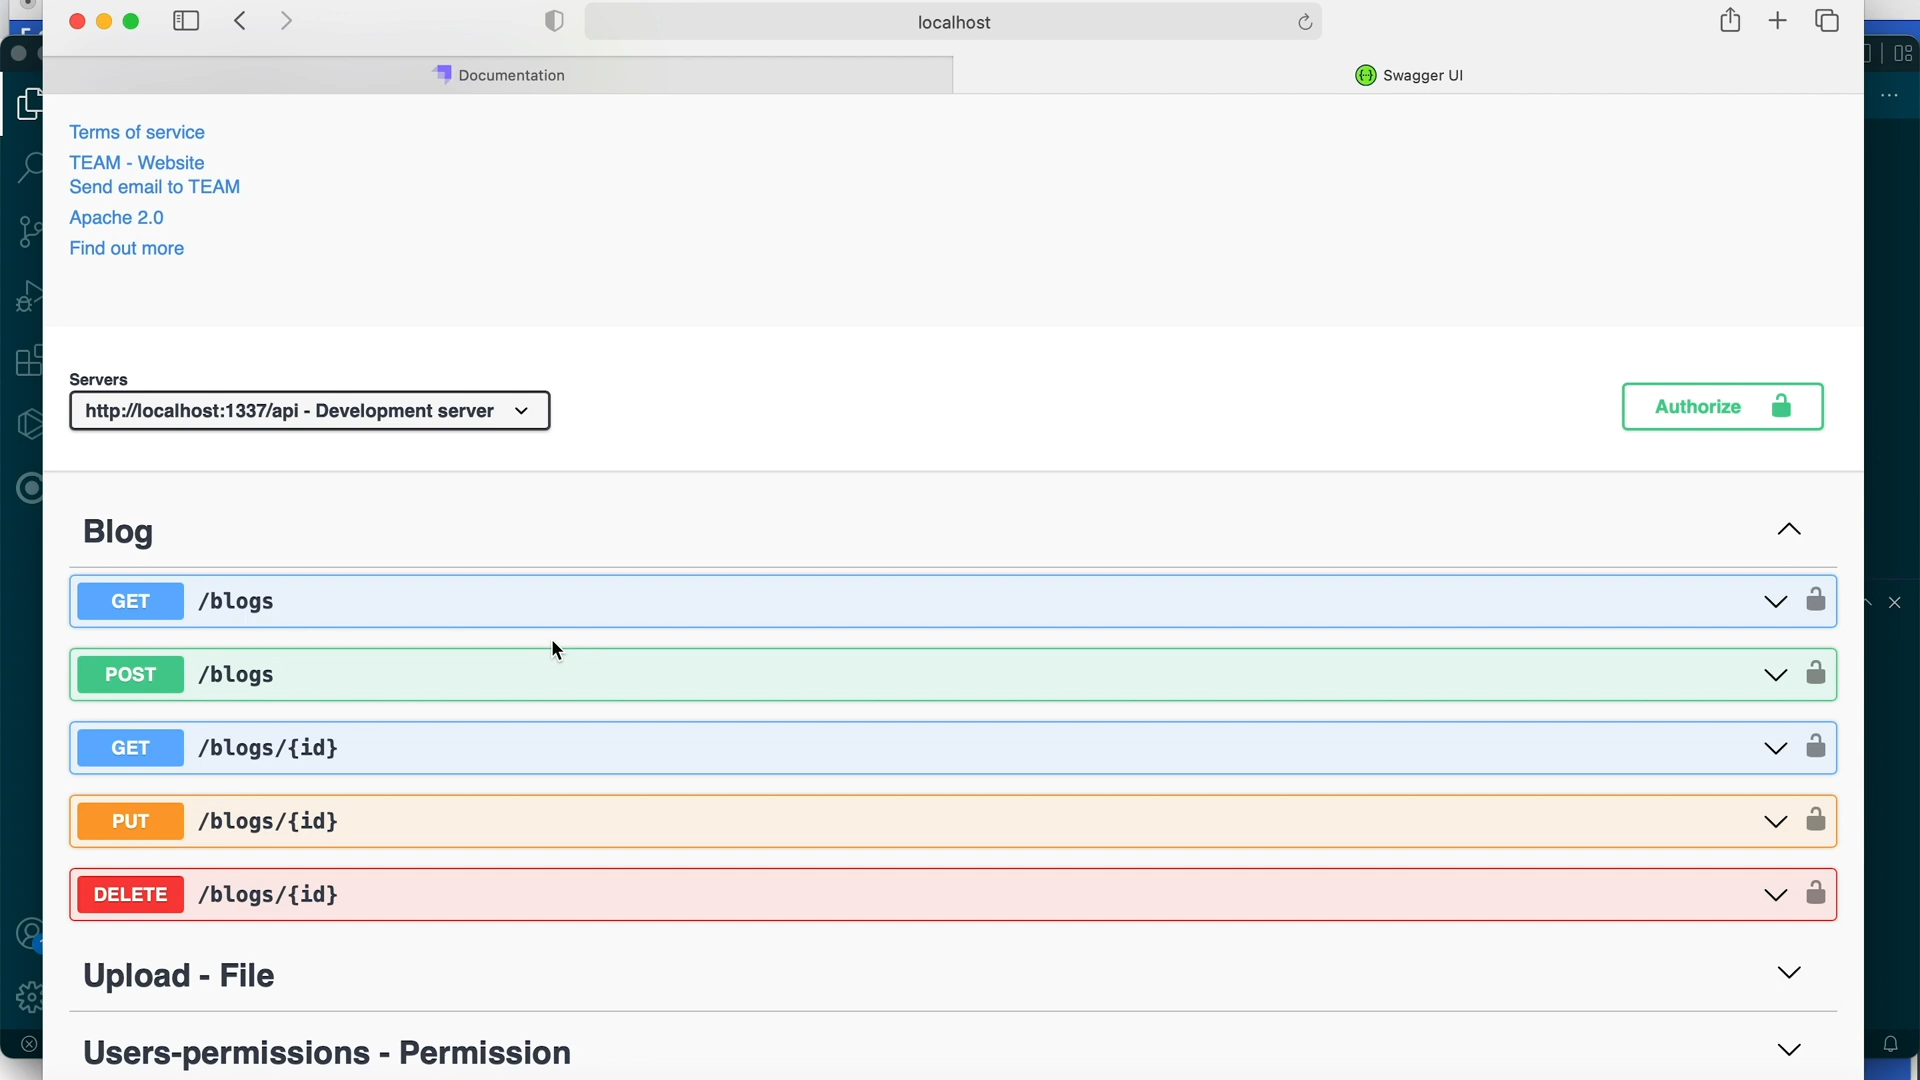 localhost
Documentation
Swagger UI
Terms of service
TEAM - Website
Send email to TEAM
Apache 2.0
Find out more
Servers
http://localhost:1337/api - Development server
Authorize
Blog
GET /blogs
POST /blogs
GET /blogs/{id}
PUT /blogs/{id}
DELETE /blogs/{id}
Upload - File
Users-permissions - Permission